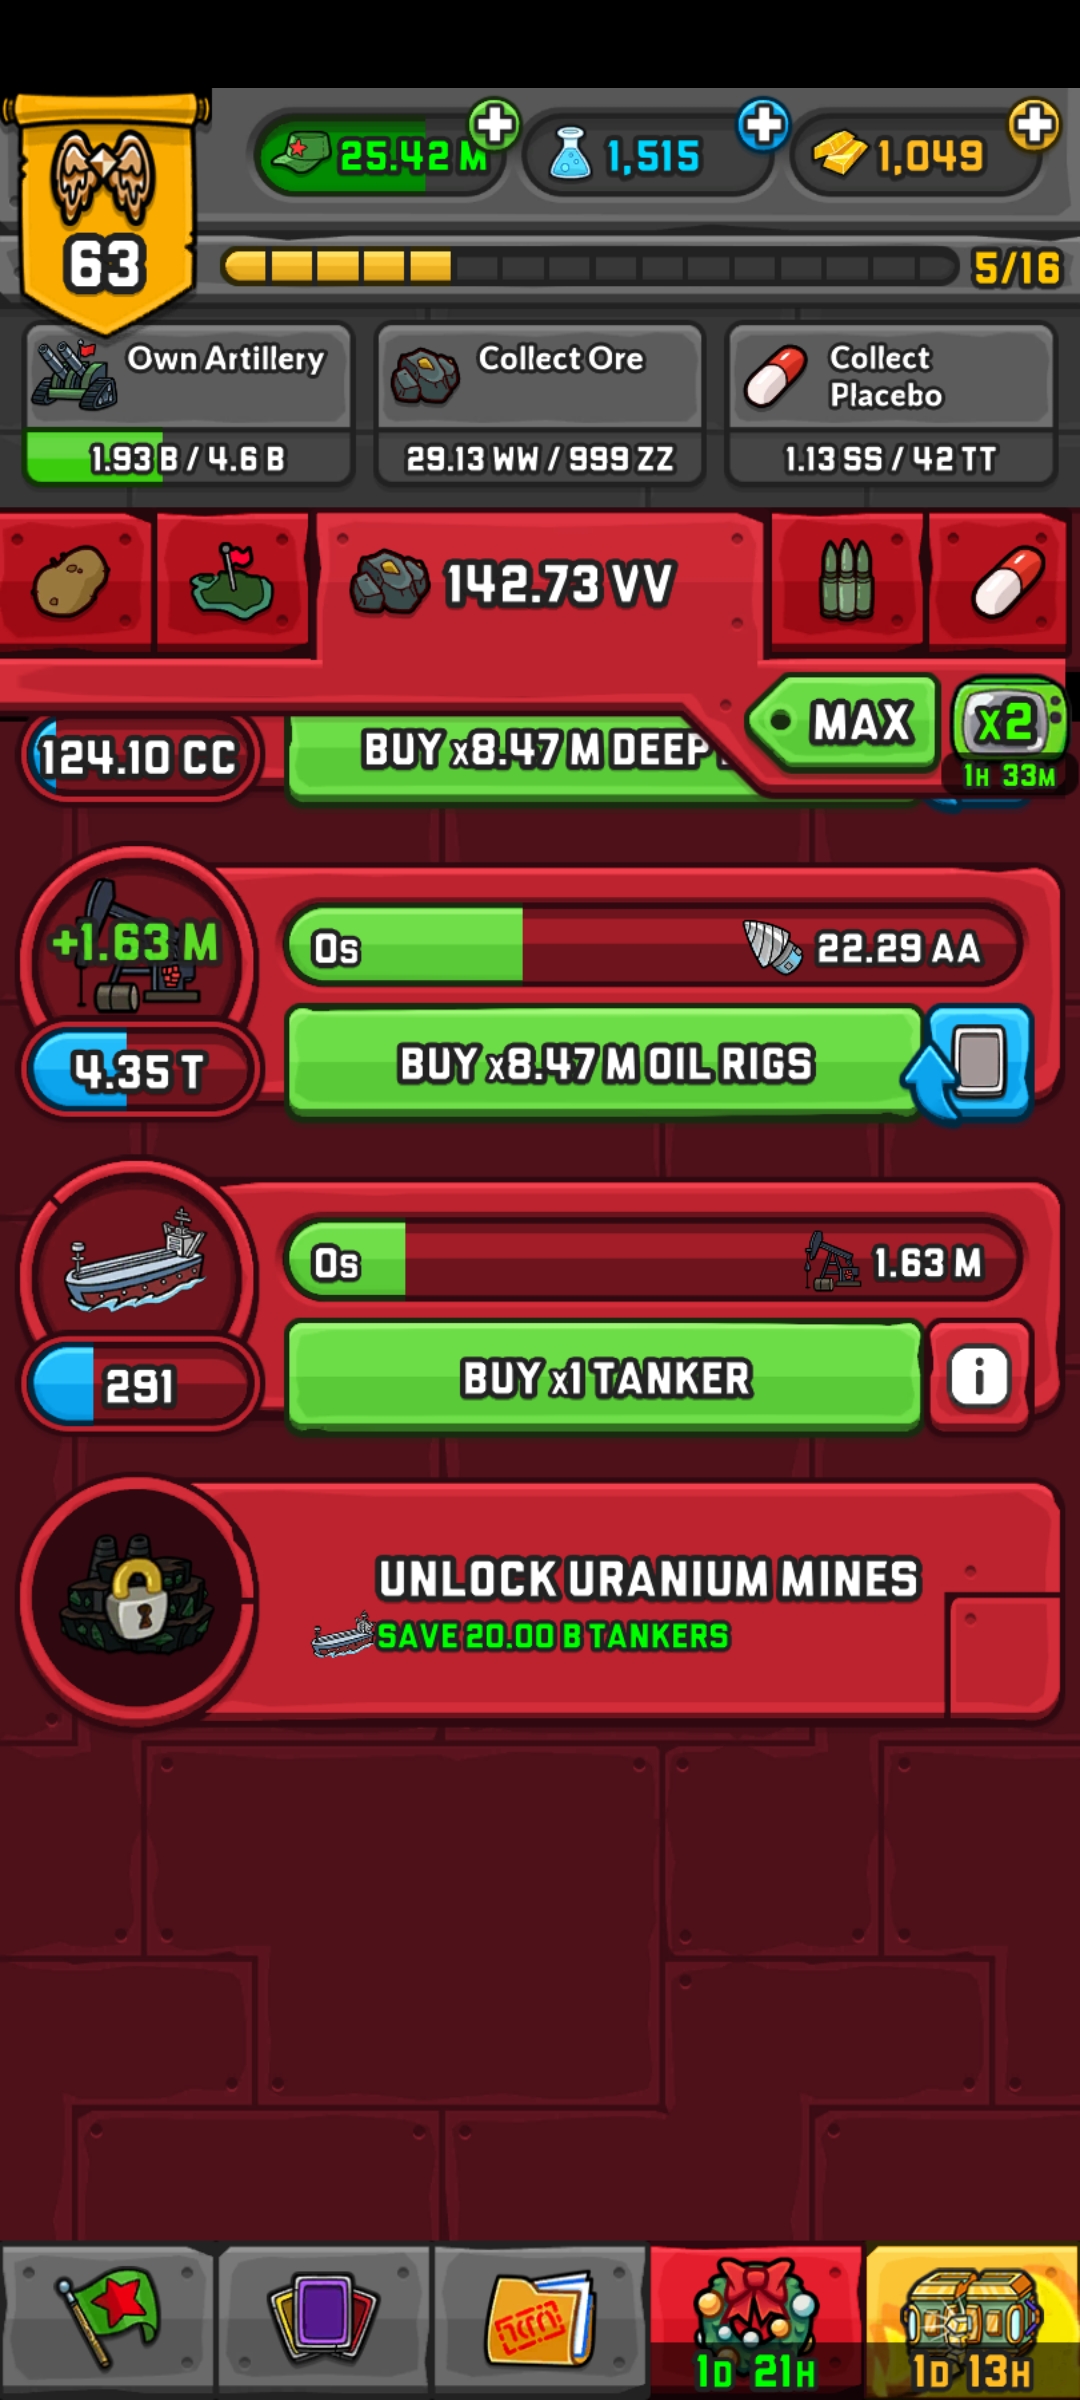 25.42 M
1,515
1,049
63
5/16
Own Artillery
1.93 B / 4.6 B
Collect Ore
29.13 WW / 999 ZZ
Collect
Placebo
1.13 SS / 42 TT
142.73 VV
MAX
x2
1H 33M
124.10 CC
BUY x8.47 M DEEP
+1.63 M
0s
22.29 AA
4.35 T
BUY x8.47 M OIL RIGS
0s
1.63 M
291
BUY x1 TANKER
i
UNLOCK URANIUM MINES
SAVE 20.00 B TANKERS
1D 21H
1D 13H